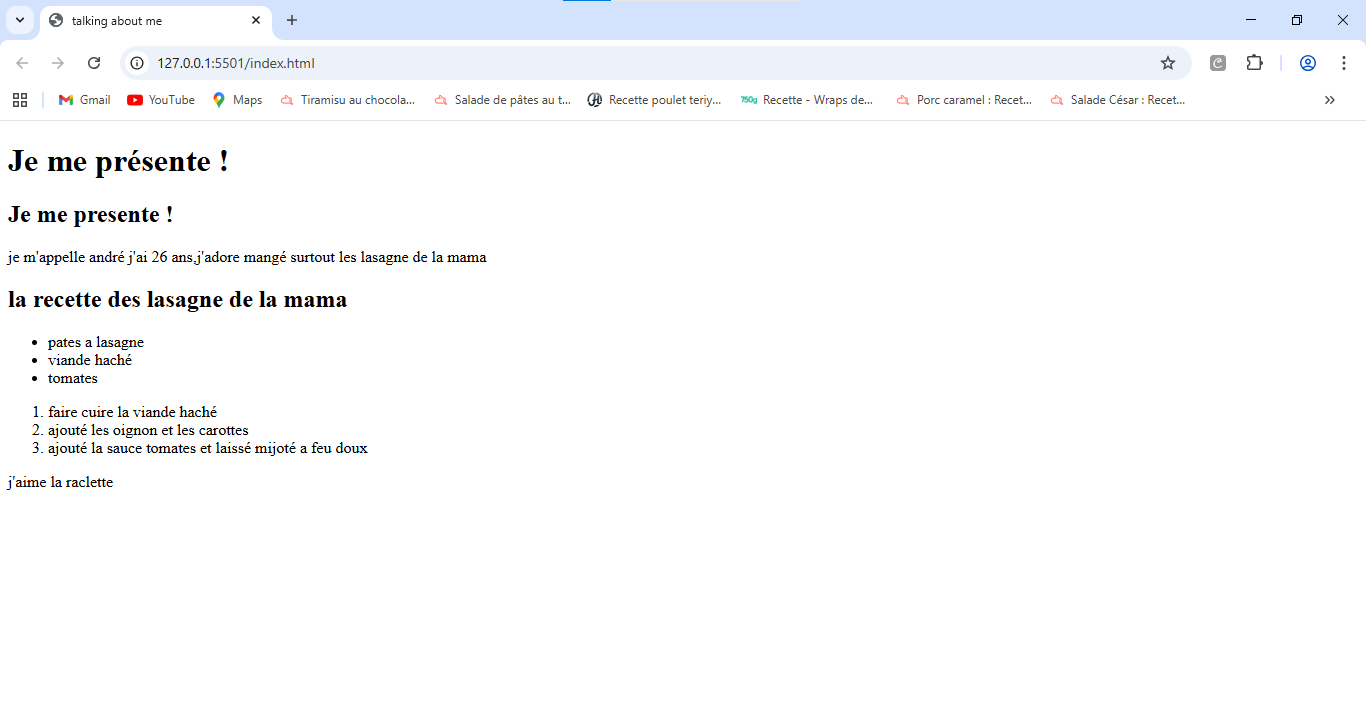 talking about me
127.0.0.1:5501/index.html
Gmail YouTube Maps Tiramisu au chocola... Salade de pâtes au t... Recette poulet teriy... 750g Recette - Wraps de... Porc caramel : Recet... Salade César : Recet...
Je me présente !
Je me presente !
je m'appelle andré j'ai 26 ans,j'adore mangé surtout les lasagne de la mama
la recette des lasagne de la mama
• pates a lasagne
• viande haché
• tomates
1. faire cuire la viande haché
2. ajouté les oignon et les carottes
3. ajouté la sauce tomates et laissé mijoté a feu doux
j'aime la raclette